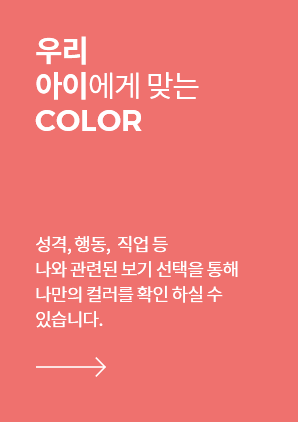 우리
아이에게 맞는
COLOR
성격, 행동, 직업 등
나와 관련된 보기 선택을 통해
나만의 컬러를 확인 하실 수
있습니다.